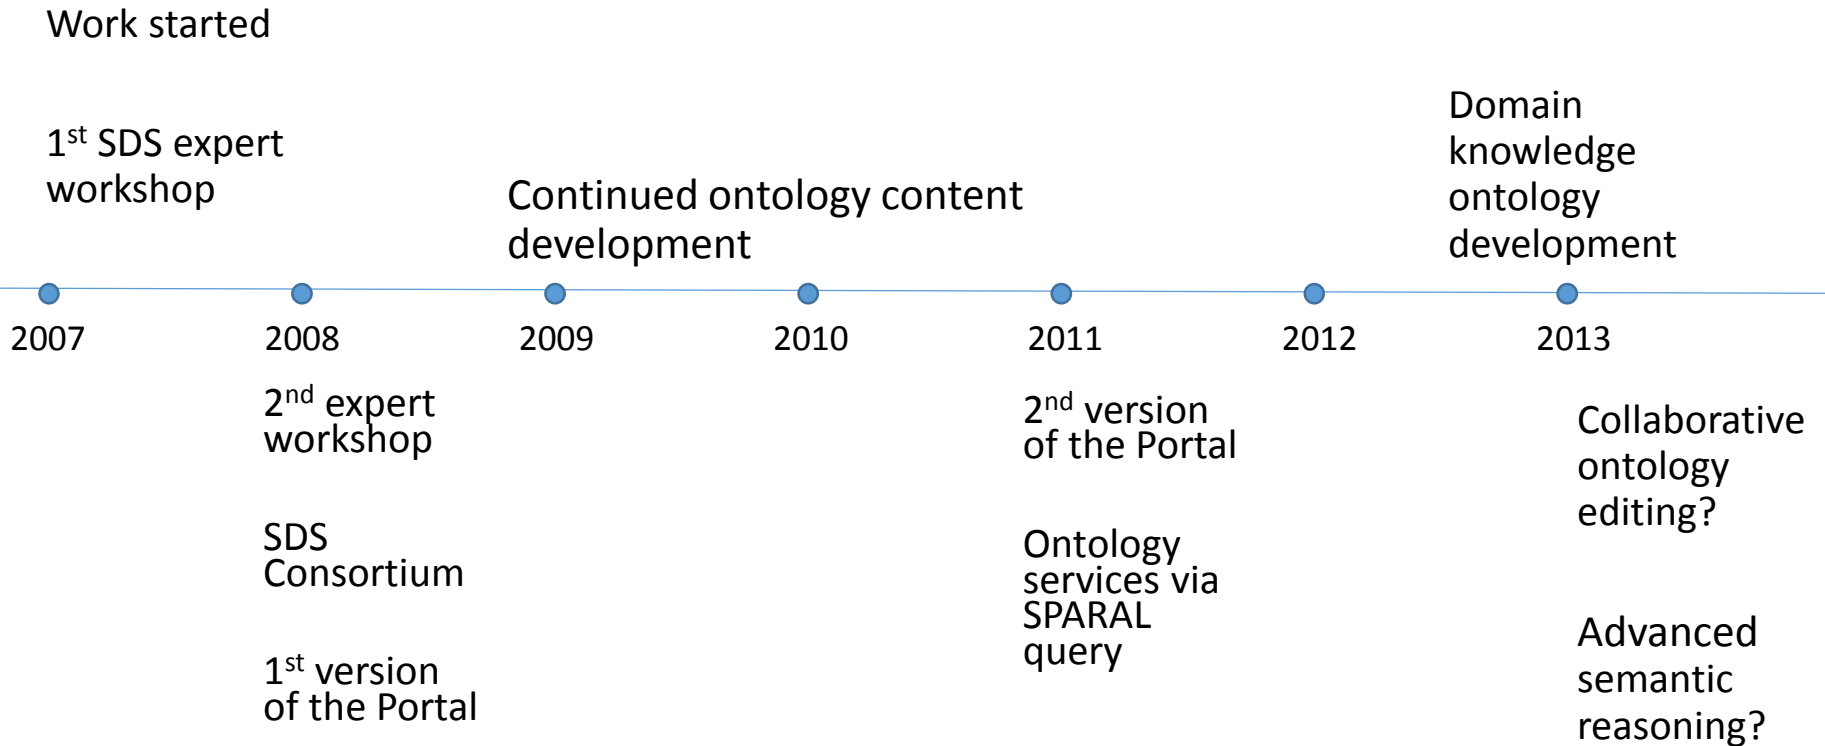 Work started
1st SDS expert
workshop
Continued ontology content
development
Domain
knowledge
ontology
development
2007
2008
2009
2010
2011
2012
2013
2nd expert
workshop
SDS
Consortium
1st version
of the Portal
2nd version
of the Portal
Ontology
services via
SPARAL
query
Collaborative
ontology
editing?
Advanced
semantic
reasoning?